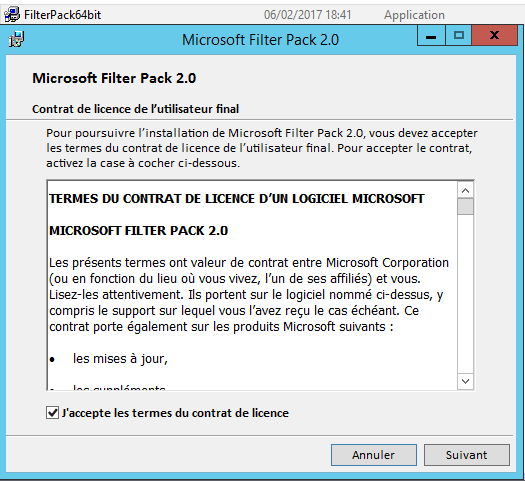 FilterPack64bit 06/02/2017 18:41 Application
Microsoft Filter Pack 2.0
Microsoft Filter Pack 2.0
Contrat de licence de l'utilisateur final
Pour poursuivre l'installation de Microsoft Filter Pack 2.0, vous devez accepter
les termes du contrat de licence de l'utilisateur final. Pour accepter le contrat,
activez la case à cocher ci-dessous.
TERMES DU CONTRAT DE LICENCE D'UN LOGICIEL MICROSOFT
MICROSOFT FILTER PACK 2.0
Les présents termes ont valeur de contrat entre Microsoft Corporation
(ou en fonction du lieu où vous vivez, l'un de ses affiliés) et vous.
Lisez-les attentivement. Ils portent sur le logiciel nommé ci-dessus, y
compris le support sur lequel vous l'avez reçu le cas échéant. Ce
contrat porte également sur les produits Microsoft suivants :
• les mises à jour,
• les suppléments
J'accepte les termes du contrat de licence
Annuler Suivant